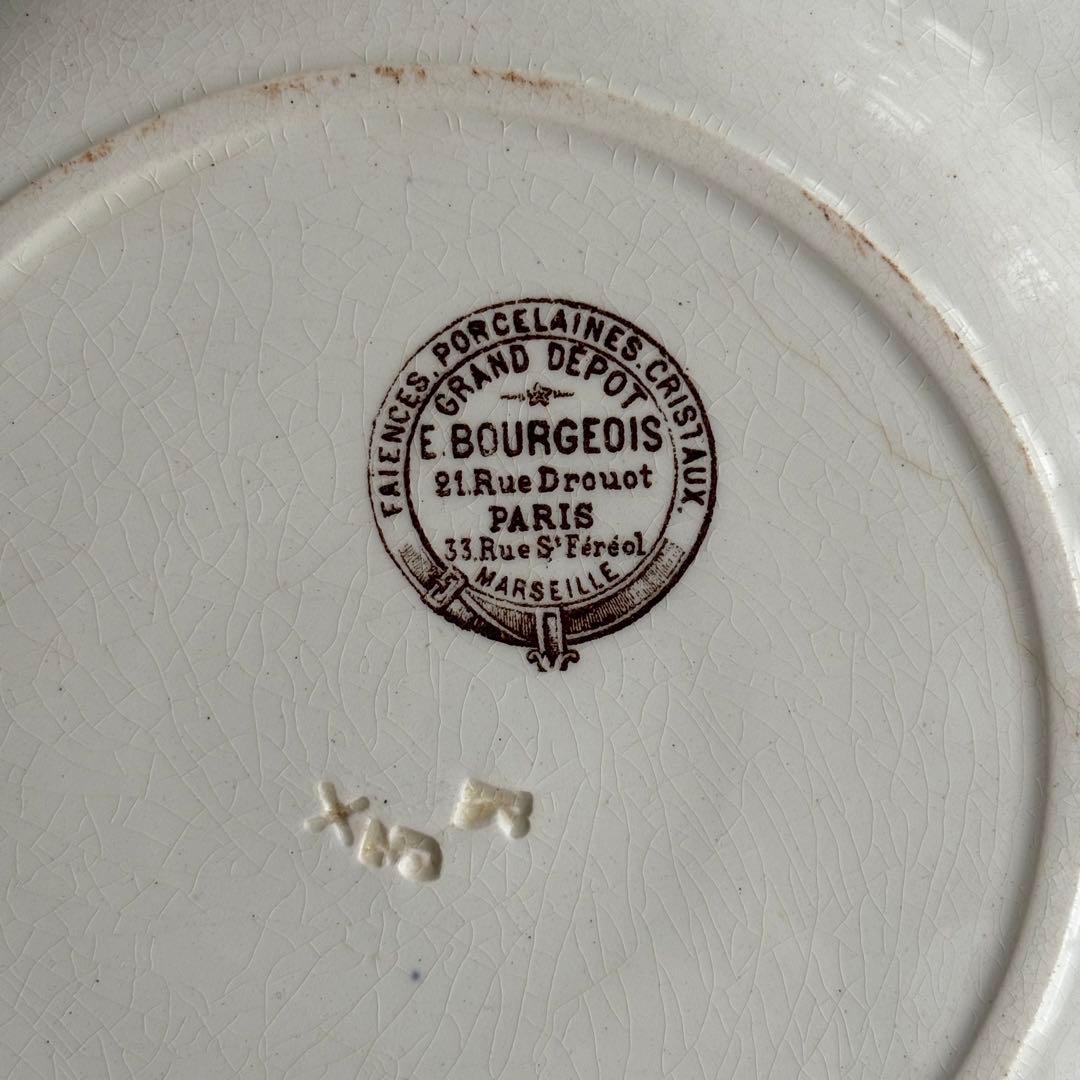 FAIENCES.PORCELAINES.CRISTAUX.
GRAND DÉPOT
E.BOURGEOIS
21.Rue Drouot
PARIS
33.Rue St Féréol
MARSEILLE